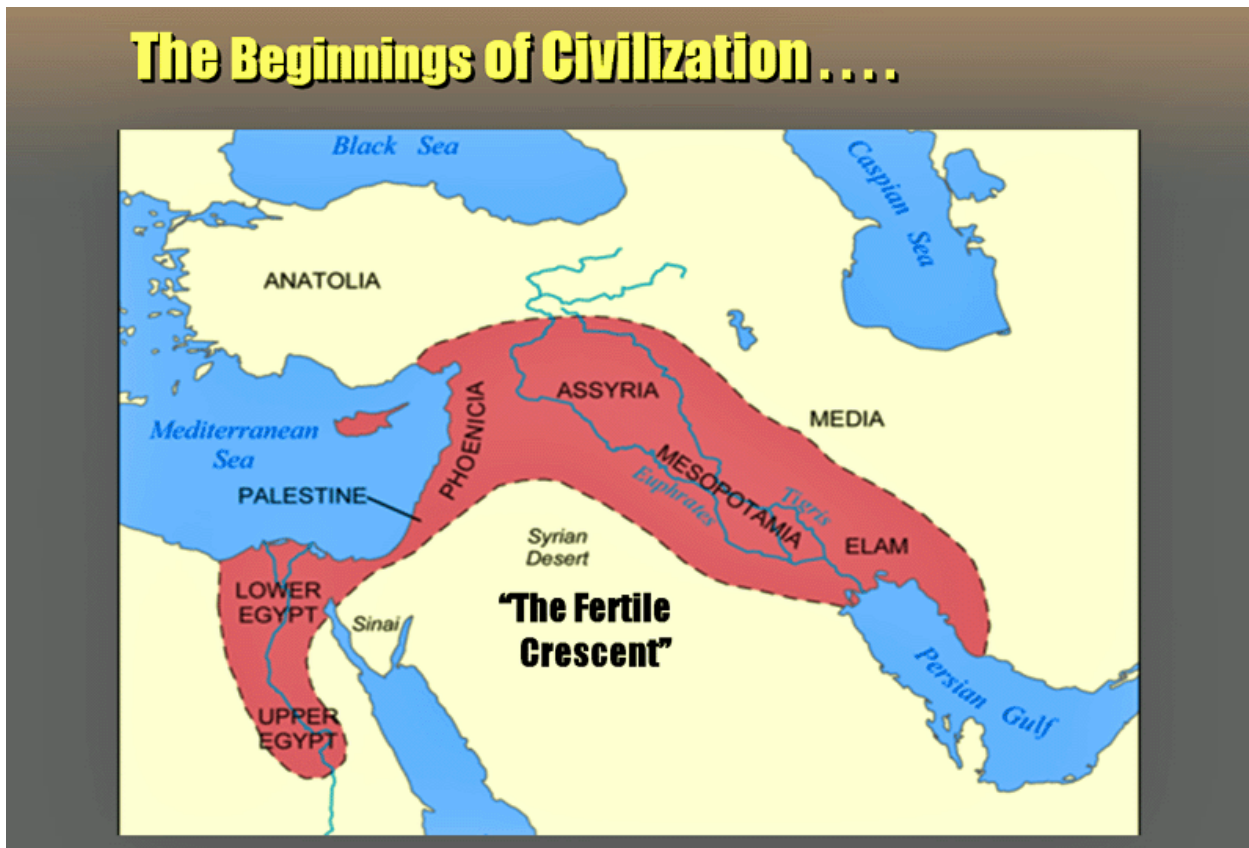 The Beginnings of Civilization . . . .
Black Sea
Caspian
Sea
ANATOLIA
ASSYRIA
MEDIA
PHOENICIA
Mediterranean
Sea
MESOPOTAMIA
Euphrates
Tigris
PALESTINE
ELAM
Syrian
Desert
LOWER
EGYPT
Sinai
"The Fertile
Crescent"
Persian Gulf
UPPER
EGYPT